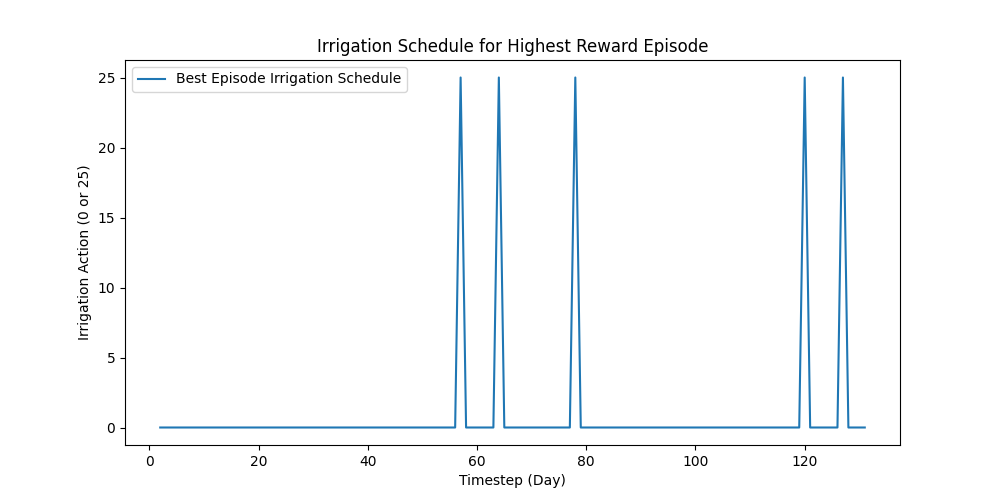 Irrigation Schedule for Highest Reward Episode
Best Episode Irrigation Schedule
Irrigation Action (0 or 25)
25
20
15
10
5
0
0 20 40 60 80 100 120
Timestep (Day)